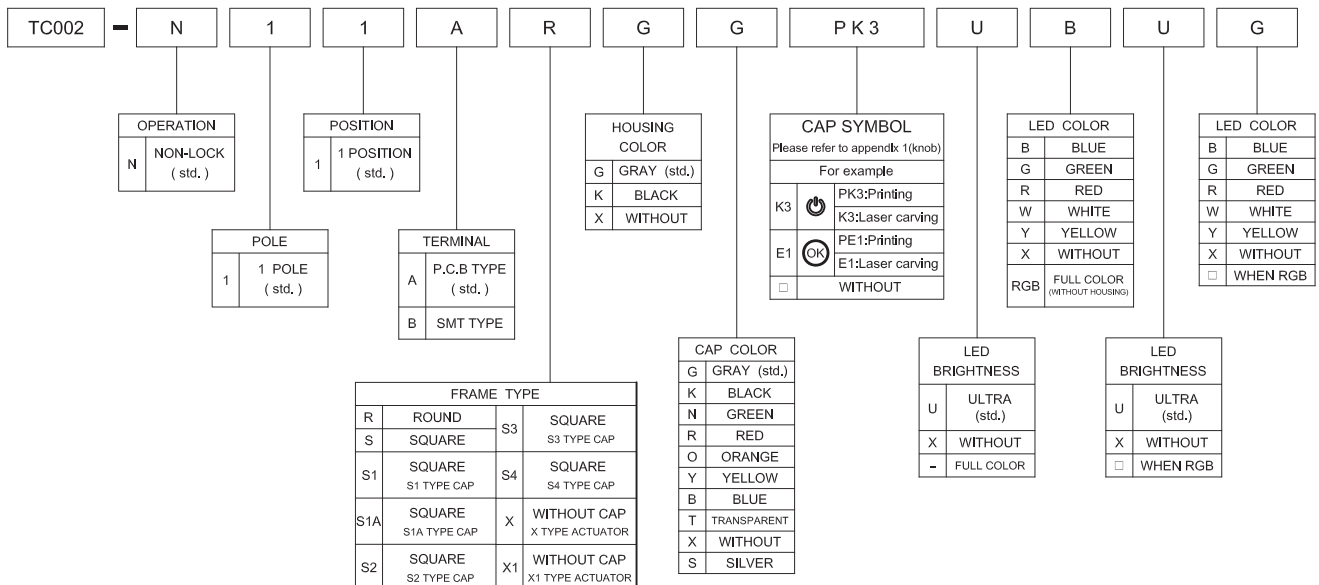 TC002 - N 1 1 A R G G PK3 U B U G
OPERATION
N NON-LOCK
( std. )
POSITION
1 1 POSITION
( std. )
HOUSING
COLOR
G GRAY (std.)
K BLACK
X WITHOUT
CAP SYMBOL
Please refer to appendix 1(knob)
For example
K3 PK3:Printing
K3:Laser carving
E1 OK PE1:Printing
E1:Laser carving
□ WITHOUT
LED COLOR
B BLUE
G GREEN
R RED
W WHITE
Y YELLOW
X WITHOUT
RGB FULL COLOR
(WITHOUT HOUSING)
LED COLOR
B BLUE
G GREEN
R RED
W WHITE
Y YELLOW
X WITHOUT
□ WHEN RGB
POLE
1 1 POLE
( std. )
TERMINAL
A P.C.B TYPE
( std. )
B SMT TYPE
CAP COLOR
G GRAY (std.)
K BLACK
N GREEN
R RED
O ORANGE
Y YELLOW
B BLUE
T TRANSPARENT
X WITHOUT
S SILVER
LED
BRIGHTNESS
U ULTRA
(std.)
X WITHOUT
- FULL COLOR
LED
BRIGHTNESS
U ULTRA
(std.)
X WITHOUT
□ WHEN RGB
FRAME TYPE
R ROUND
S SQUARE
S3 SQUARE
S3 TYPE CAP
S1 SQUARE
S1 TYPE CAP
S4 SQUARE
S4 TYPE CAP
S1A SQUARE
S1A TYPE CAP
X WITHOUT CAP
X TYPE ACTUATOR
S2 SQUARE
S2 TYPE CAP
X1 WITHOUT CAP
X1 TYPE ACTUATOR